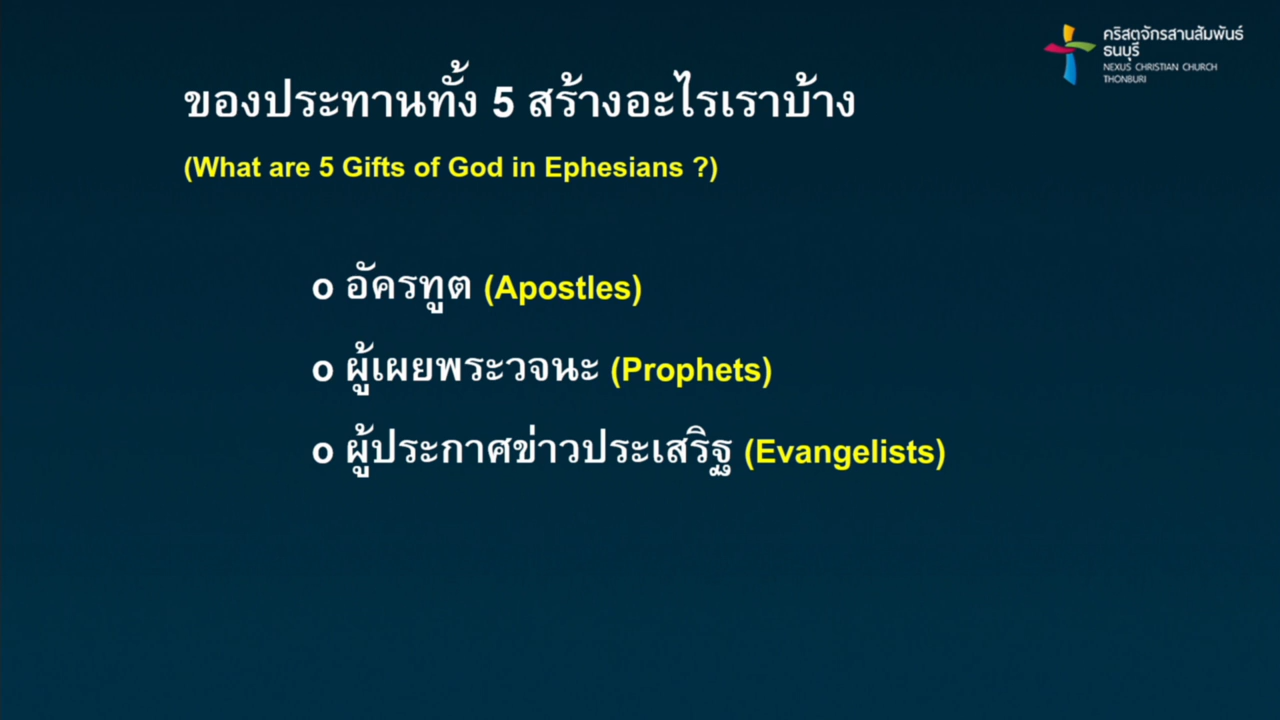 คริสตจักรสานสัมพันธ์
ธนบุรี
NEXUS CHRISTIAN CHURCH
THONBURI
ของประทานทั้ง 5 สร้างอะไรเราบ้าง
(What are 5 Gifts of God in Ephesians ?)
o อัครทูต (Apostles)
o ผู้เผยพระวจนะ (Prophets)
o ผู้ประกาศข่าวประเสริฐ (Evangelists)